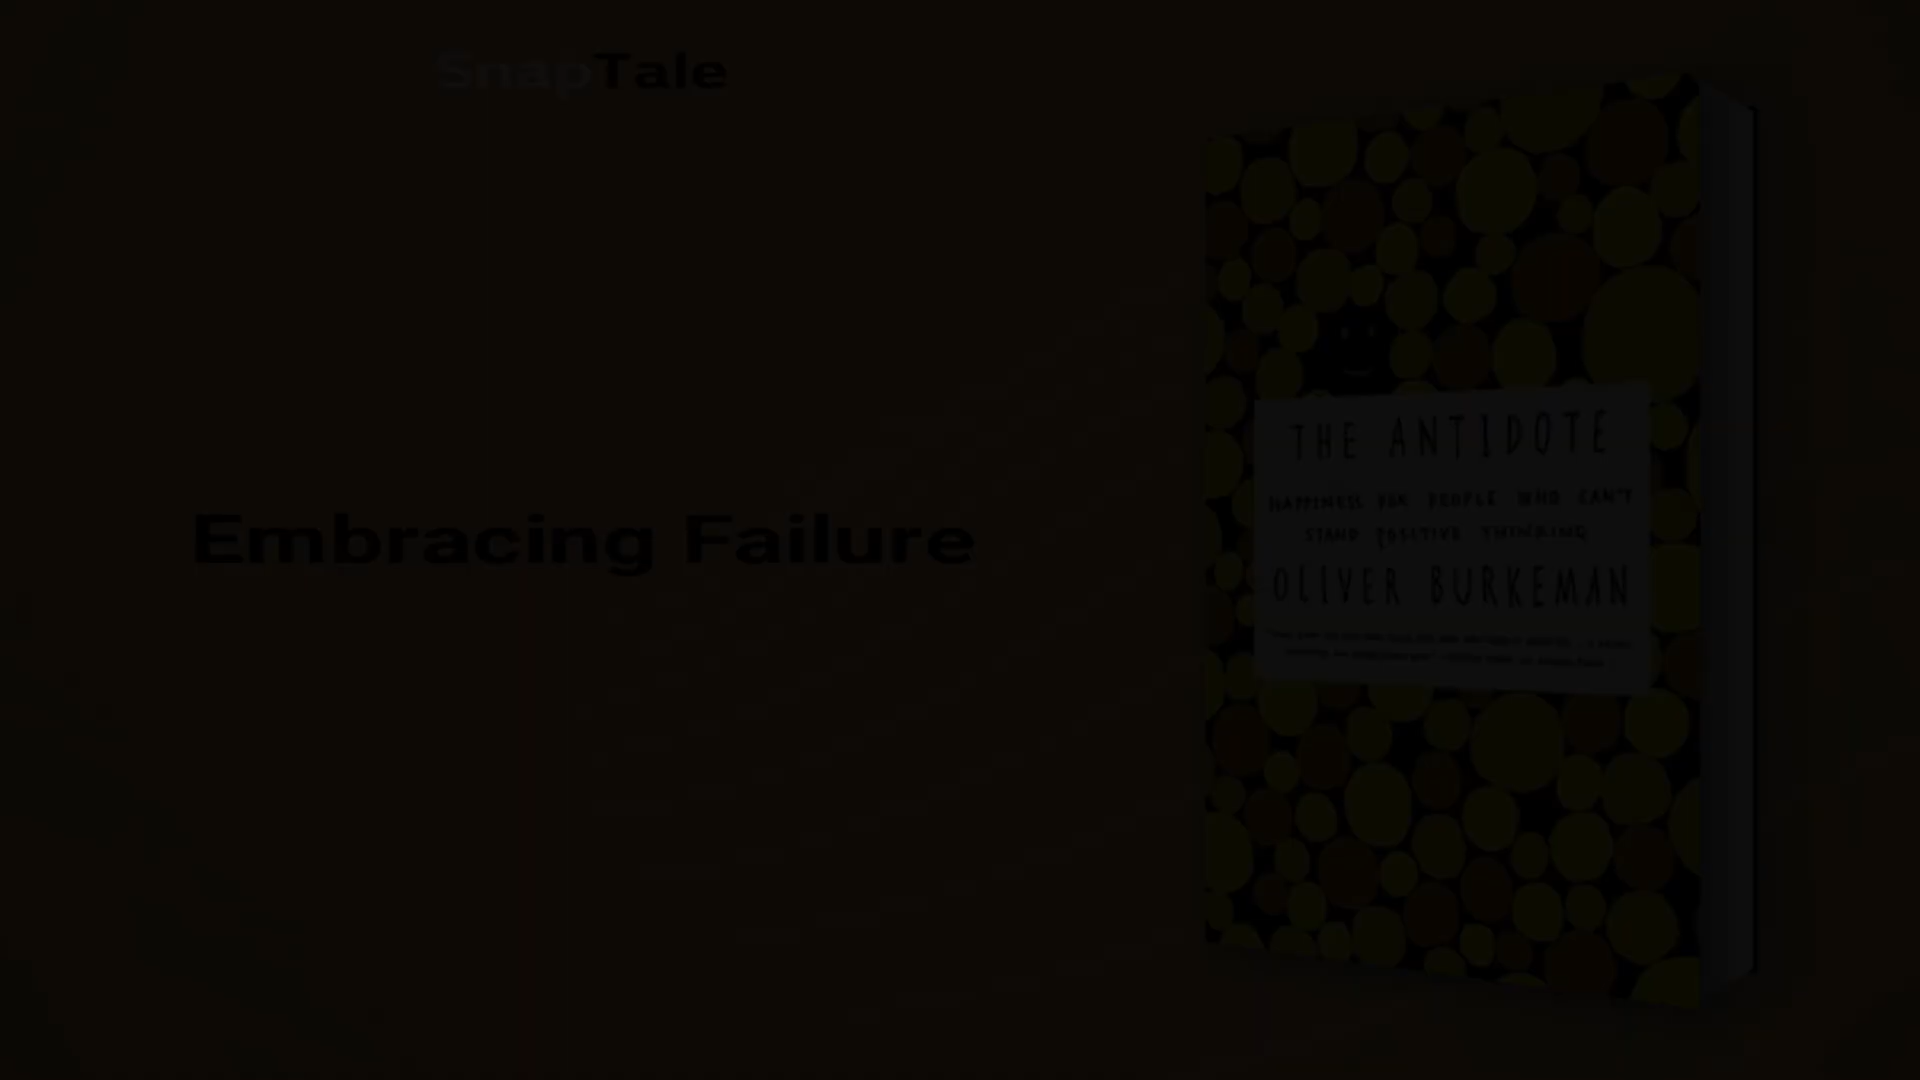 SnapTale
Embracing Failure
THE ANTIDOTE
HAPPINESS FOR PEOPLE WHO CAN'T
STAND POSITIVE THINKING
OLIVER BURKEMAN